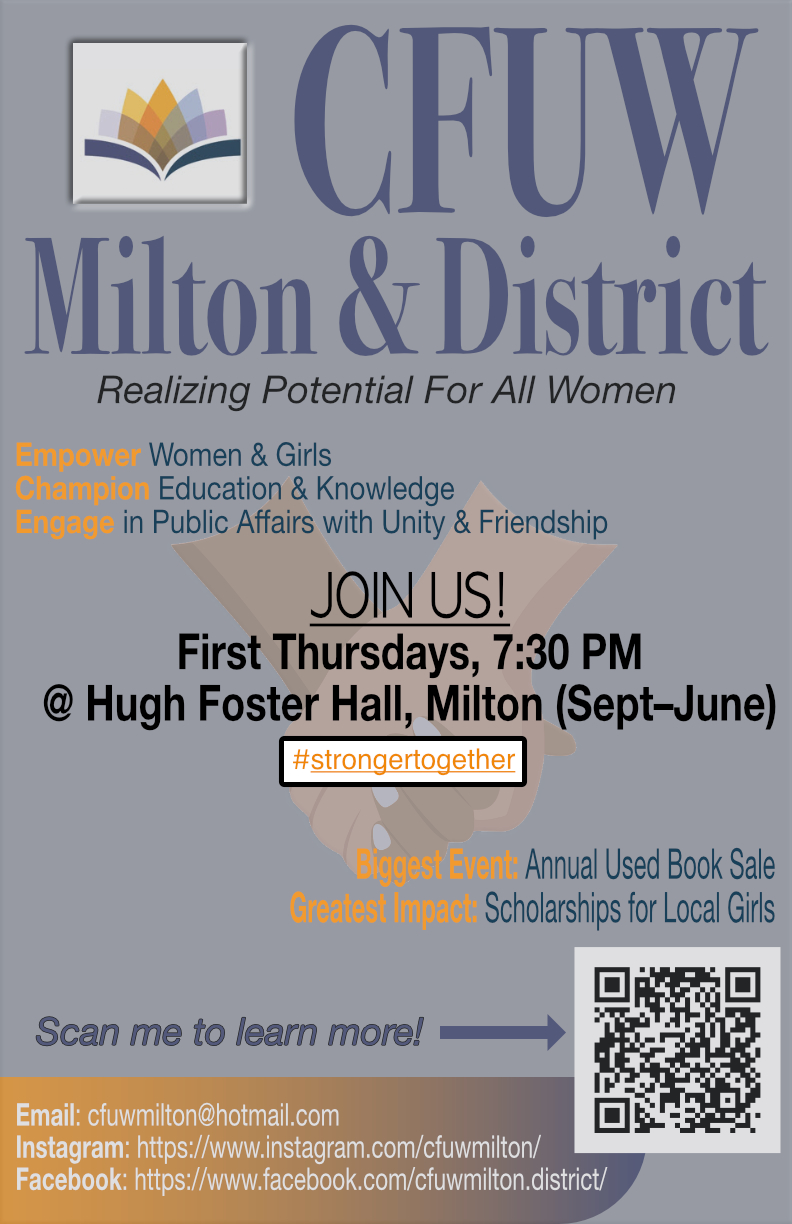 CFUW
Milton & District
Realizing Potential For All Women
Empower Women & Girls
Champion Education & Knowledge
Engage in Public Affairs with Unity & Friendship
JOIN US!
First Thursdays, 7:30 PM
@ Hugh Foster Hall, Milton (Sept–June)
#strongertogether
Biggest Event: Annual Used Book Sale
Greatest Impact: Scholarships for Local Girls
Scan me to learn more!
Email: cfuwmilton@hotmail.com
Instagram: https://www.instagram.com/cfuwmilton/
Facebook: https://www.facebook.com/cfuwmilton.district/